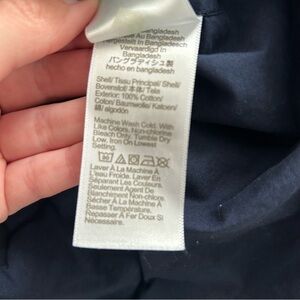 Bangladesh
Au Bangladesh
Hergestellt In Bangladesh
Vervaardigd In
Bangladesh
バングラディシュ製
hecho en bangladesh
Shell/ Tissu Principal/ Shell/
Bovenstof/ 本体/ Tela
Exterior: 100% Cotton/
Coton/ Baumwolle/ Katoen/
綿/ algodón
Machine Wash Cold. With
Like Colors. Non-chlorine
Bleach Only. Tumble Dry
Low. Iron On Lowest
Setting.
Laver À La Machine À
L'eau Froide. Laver En
Séparant Les Couleurs.
Seulement Agent De
Blanchiment Non-chlore.
Sécher À La Machine À
Basse Température.
Repasser À Fer Doux Si
Nécessaire.